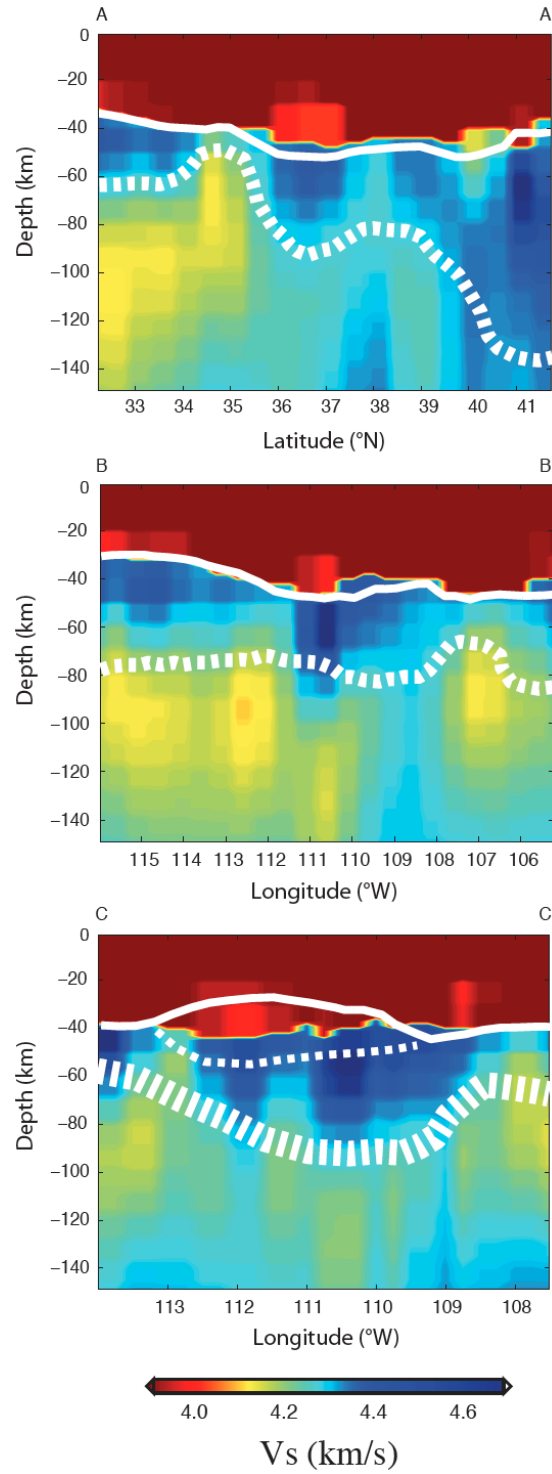 A A
0
−20
−40
−60
−80
−100
−120
−140
Depth (km)
33 34 35 36 37 38 39 40 41
Latitude (°N)
B B
0
−20
−40
−60
−80
−100
−120
−140
Depth (km)
115 114 113 112 111 110 109 108 107 106
Longitude (°W)
C C
0
−20
−40
−60
−80
−100
−120
−140
Depth (km)
113 112 111 110 109 108
Longitude (°W)
4.0 4.2 4.4 4.6
Vs (km/s)